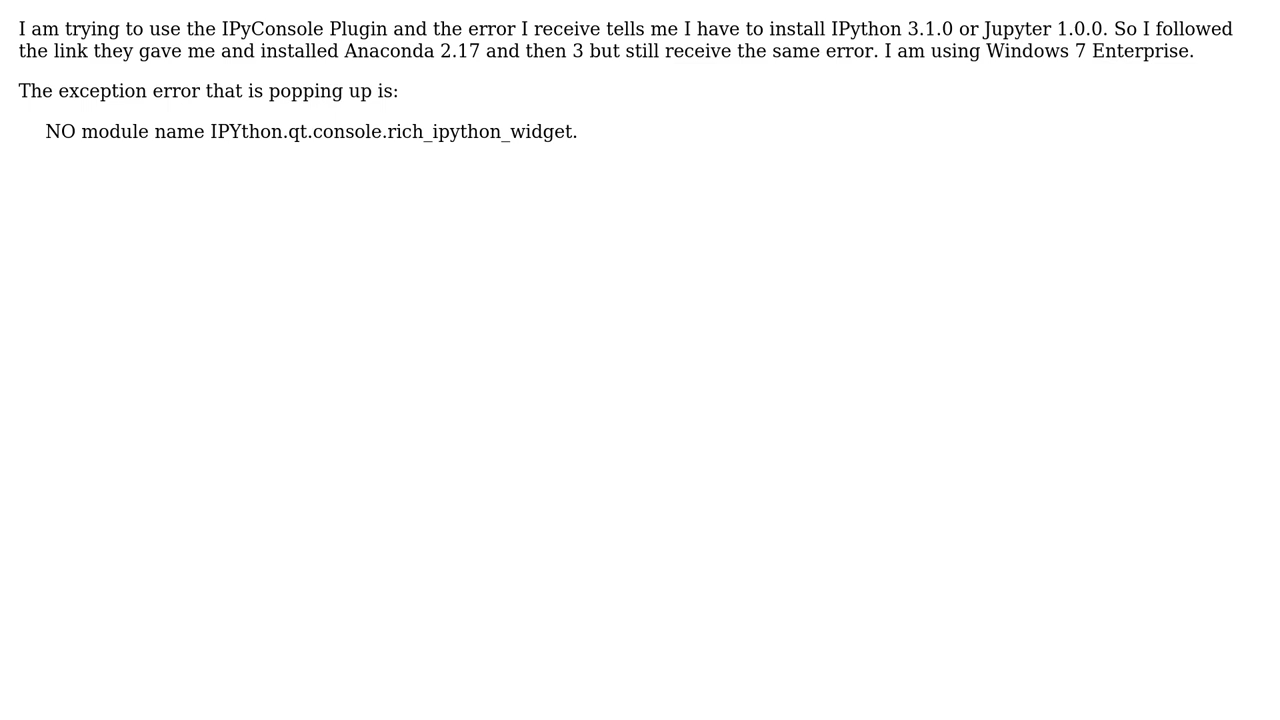 I am trying to use the IPyConsole Plugin and the error I receive tells me I have to install IPython 3.1.0 or Jupyter 1.0.0. So I followed
the link they gave me and installed Anaconda 2.17 and then 3 but still receive the same error. I am using Windows 7 Enterprise.
The exception error that is popping up is:
NO module name IPYthon.qt.console.rich_ipython_widget.